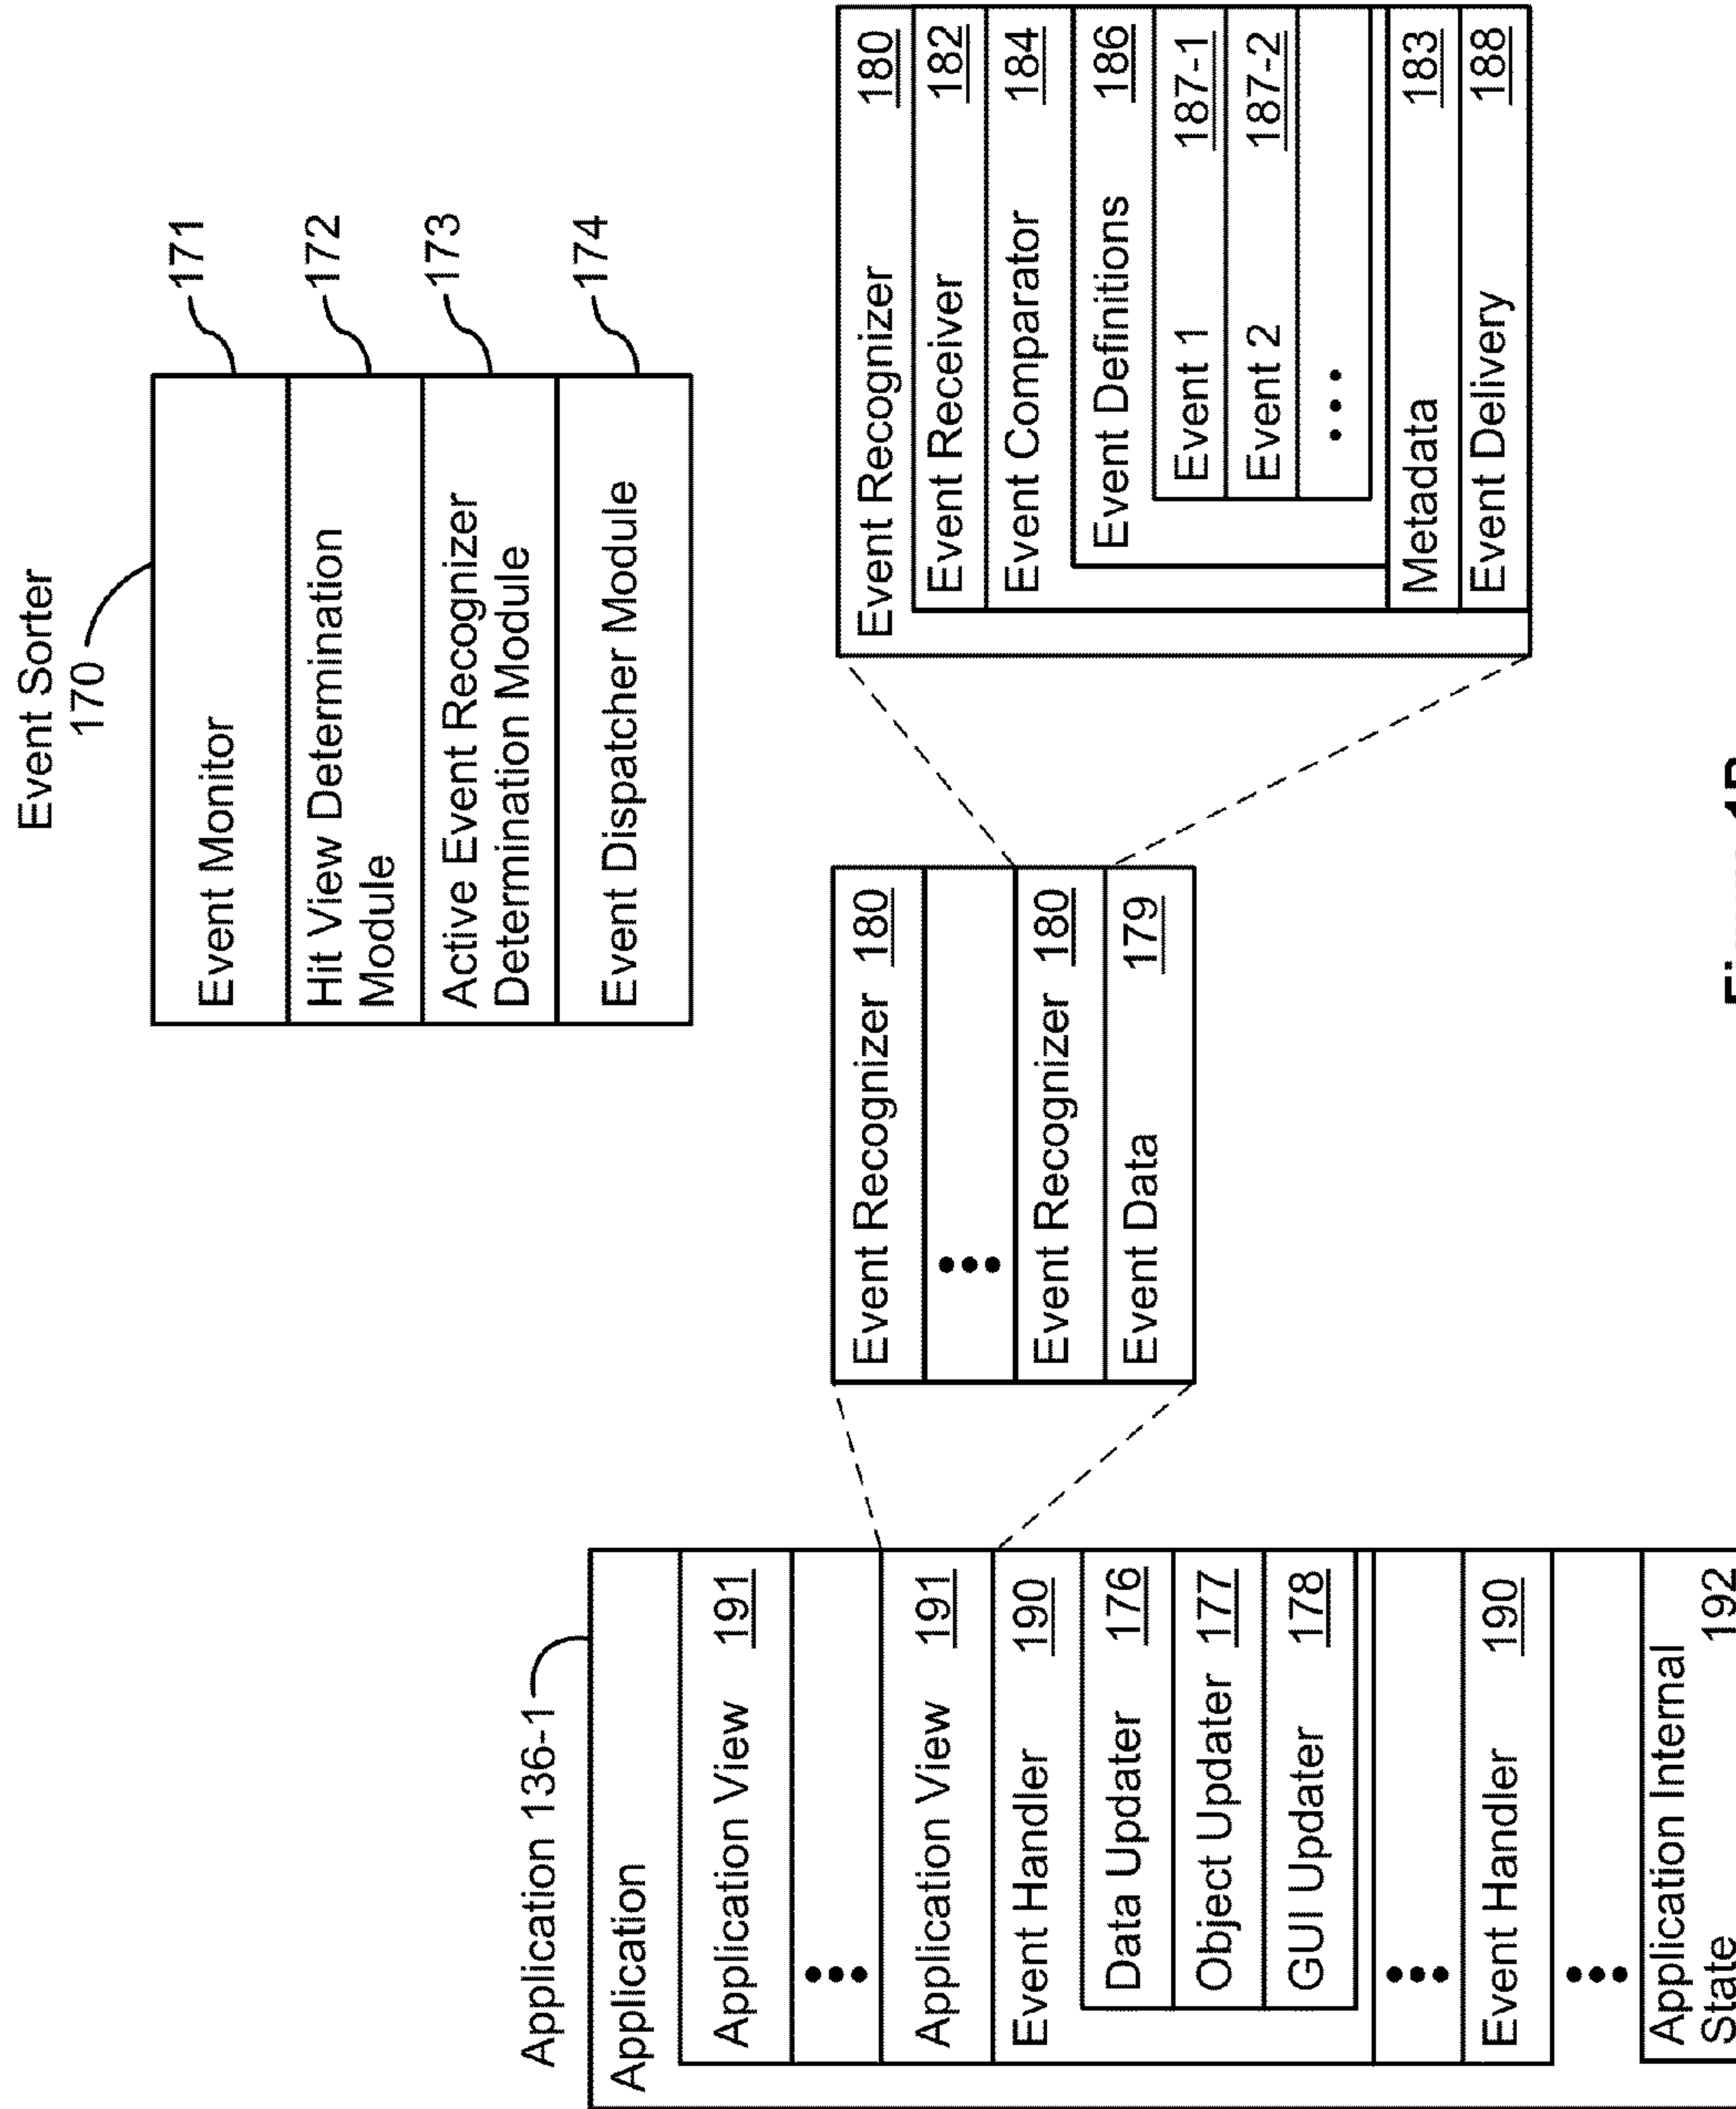 Event Sorter
170
Event Monitor
171
Hit View Determination
Module
172
Active Event Recognizer
Determination Module
173
Event Dispatcher Module
174
Application 136-1
Application
Application View 191
Application View 191
Event Handler 190
Data Updater 176
Object Updater 177
GUI Updater 178
Event Handler 190
Application Internal
State 192
Event Recognizer 180
Event Recognizer 180
Event Data 179
Event Recognizer 180
Event Receiver 182
Event Comparator 184
Event Definitions 186
Event 1 187-1
Event 2 187-2
Metadata 183
Event Delivery 188